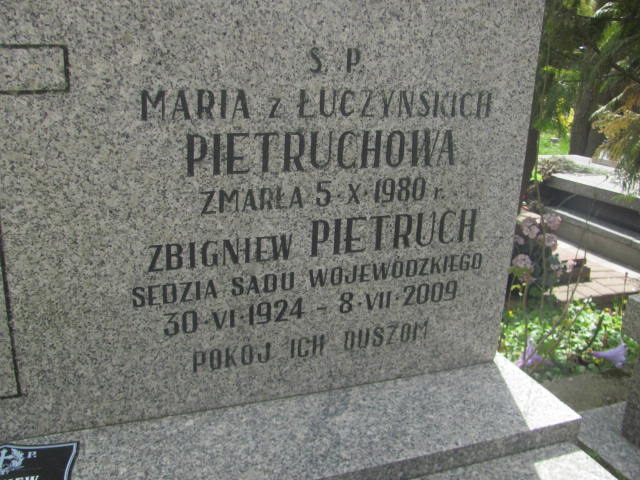 Ś. P.
MARIA z ŁUCZYŃSKICH
PIETRUCHOWA
ZMARŁA 5·X·1980 r.
ZBIGNIEW PIETRUCH
SĘDZIA SĄDU WOJEWÓDZKIEGO
30·VI·1924 - 8·VII·2009
POKÓJ ICH DUSZOM
P.